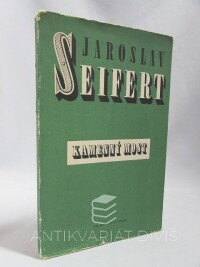 JAROSLAV
SEIFERT
KAMENNÝ MOST
ANTIKVARIÁT DIVIŠ